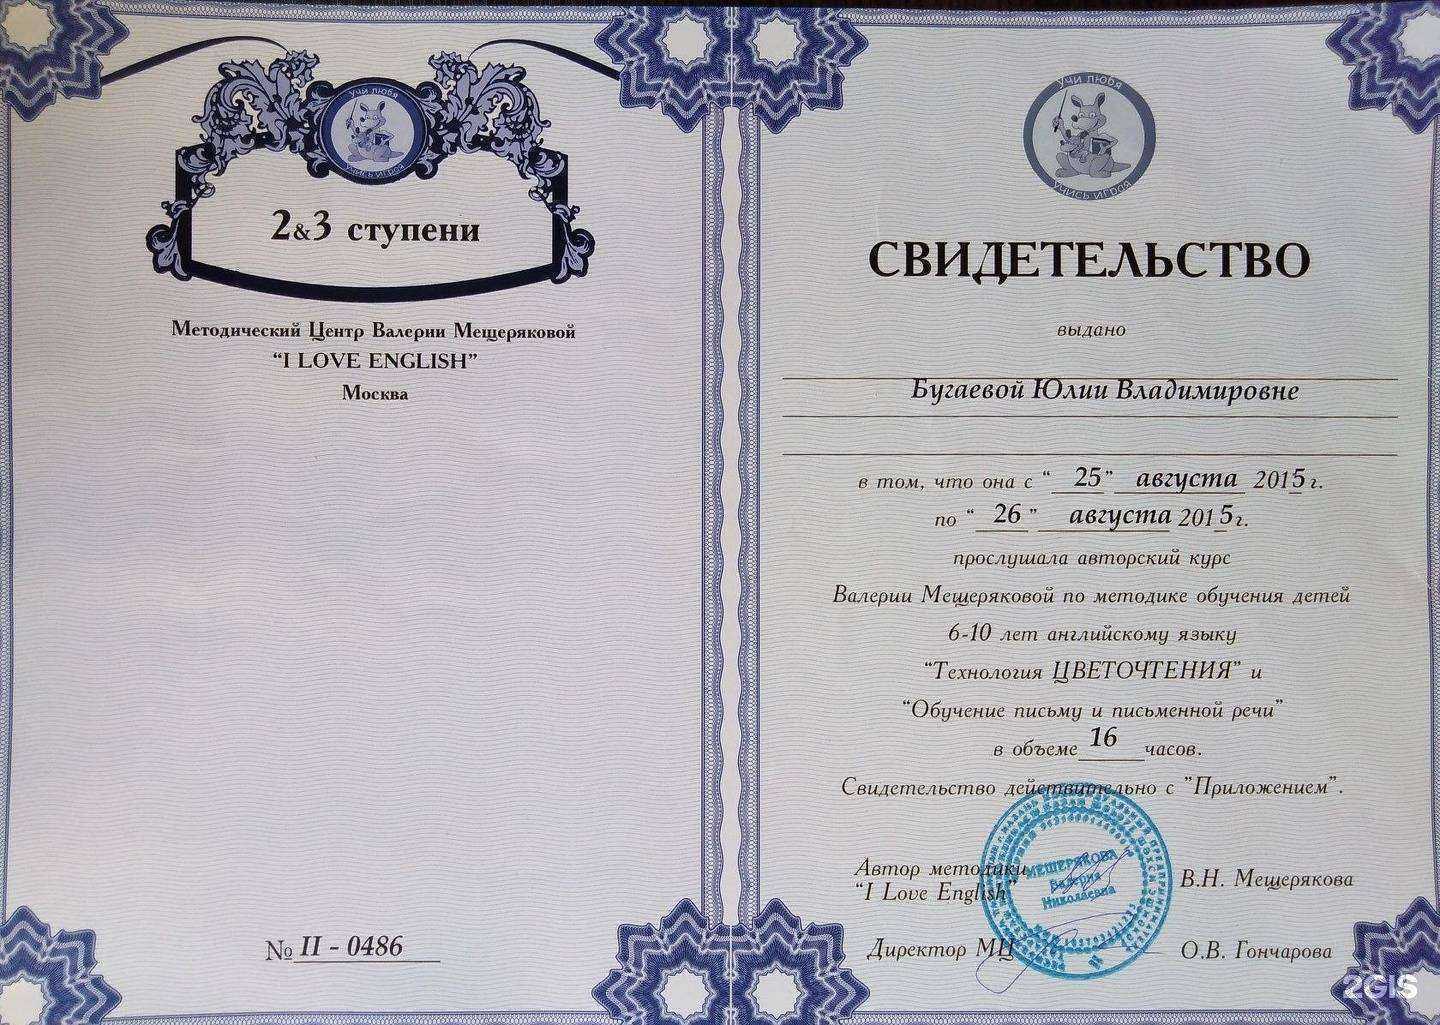 УЧИ ЛЮБЯ
УЧИСЬ ИГРАЯ
2&3 ступени
Методический Центр Валерии Мещеряковой
“I LOVE ENGLISH”
Москва
№ II - 0486
УЧИ ЛЮБЯ
УЧИСЬ ИГРАЯ
СВИДЕТЕЛЬСТВО
выдано
Бугаевой Юлии Владимировне
в том, что она с “ 25 ” августа 2015 г.
по “ 26 ” августа 2015 г.
прослушала авторский курс
Валерии Мещеряковой по методике обучения детей
6-10 лет английскому языку
“Технология ЦВЕТОЧТЕНИЯ” и
“Обучение письму и письменной речи”
в объеме 16 часов.
Свидетельство действительно с "Приложением".
Автор методики
“I Love English”
В.Н. Мещерякова
МЕЩЕРЯКОВА
Валерия
Николаевна
Директор МЦ О.В. Гончарова
2GIS